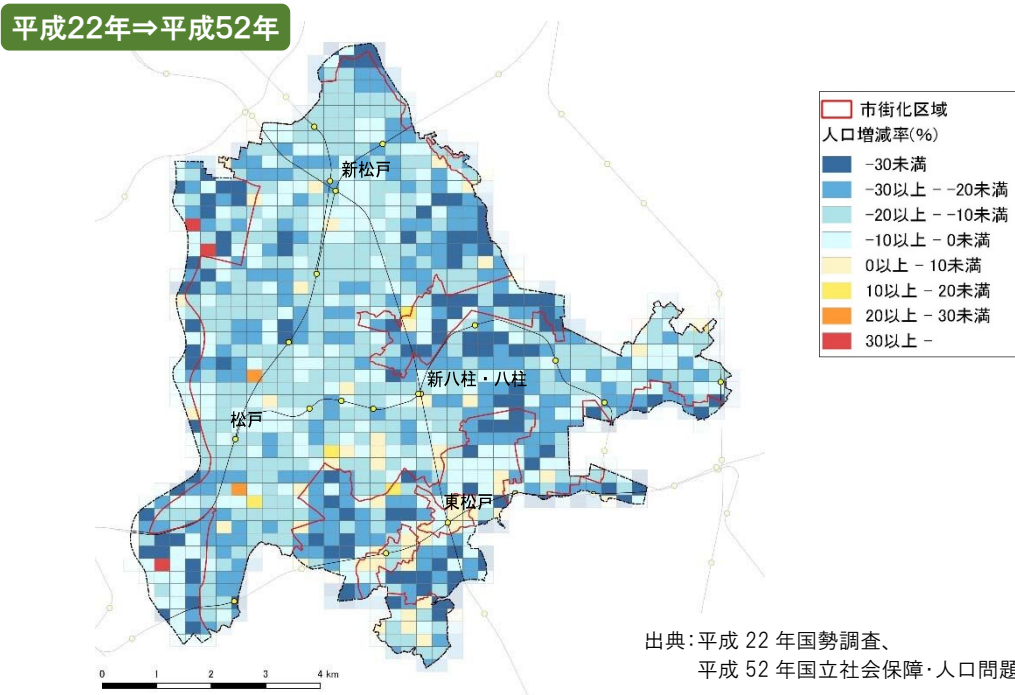 平成22年⇒平成52年
新松戸
新八柱・八柱
松戸
東松戸
市街化区域
人口増減率(%)
-30未満
-30以上 - -20未満
-20以上 - -10未満
-10以上 - 0未満
0以上 - 10未満
10以上 - 20未満
20以上 - 30未満
30以上 -
0 1 2 3 4 km
出典:平成 22 年国勢調査、
平成 52 年国立社会保障・人口問題